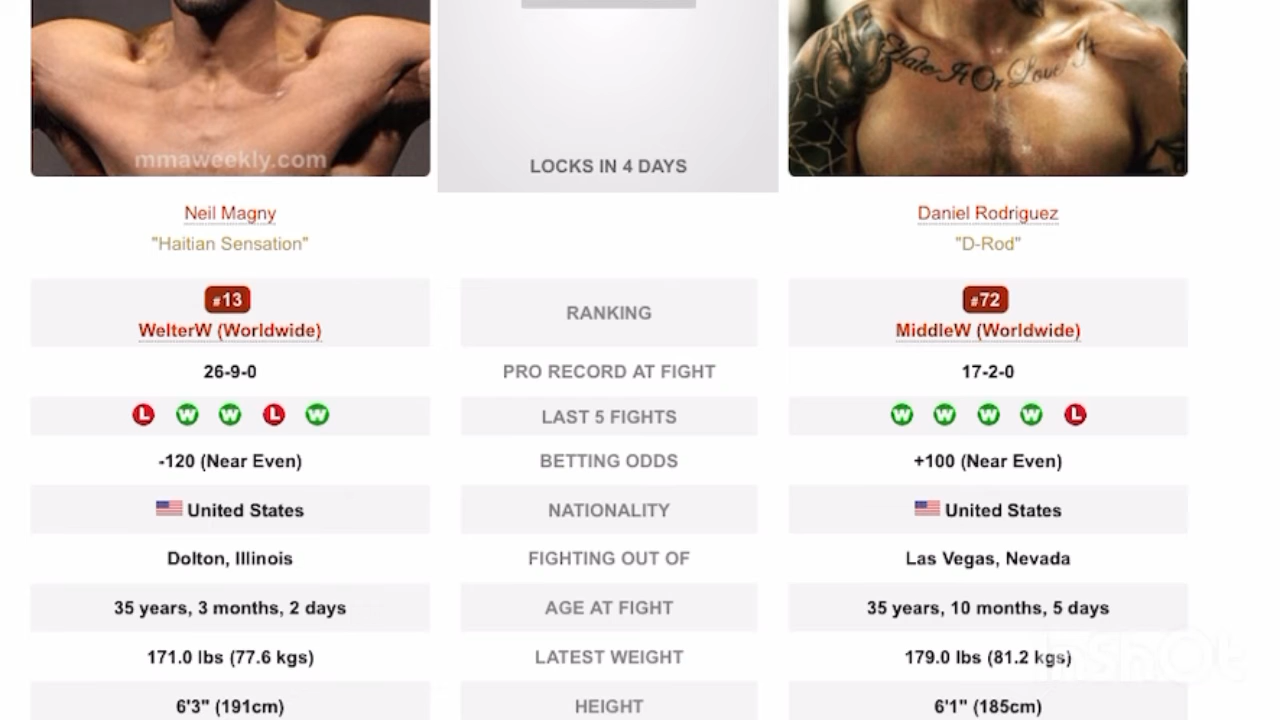 Hate It Or Love It
mmaweekly.com
LOCKS IN 4 DAYS
Neil Magny
Daniel Rodriguez
"Haitian Sensation"
"D-Rod"
#13
RANKING
#72
WelterW (Worldwide)
MiddleW (Worldwide)
26-9-0
PRO RECORD AT FIGHT
17-2-0
L W W L W
LAST 5 FIGHTS
W W W W L
-120 (Near Even)
BETTING ODDS
+100 (Near Even)
United States
NATIONALITY
United States
Dolton, Illinois
FIGHTING OUT OF
Las Vegas, Nevada
35 years, 3 months, 2 days
AGE AT FIGHT
35 years, 10 months, 5 days
171.0 lbs (77.6 kgs)
LATEST WEIGHT
179.0 lbs (81.2 kgs)
6'3" (191cm)
HEIGHT
6'1" (185cm)